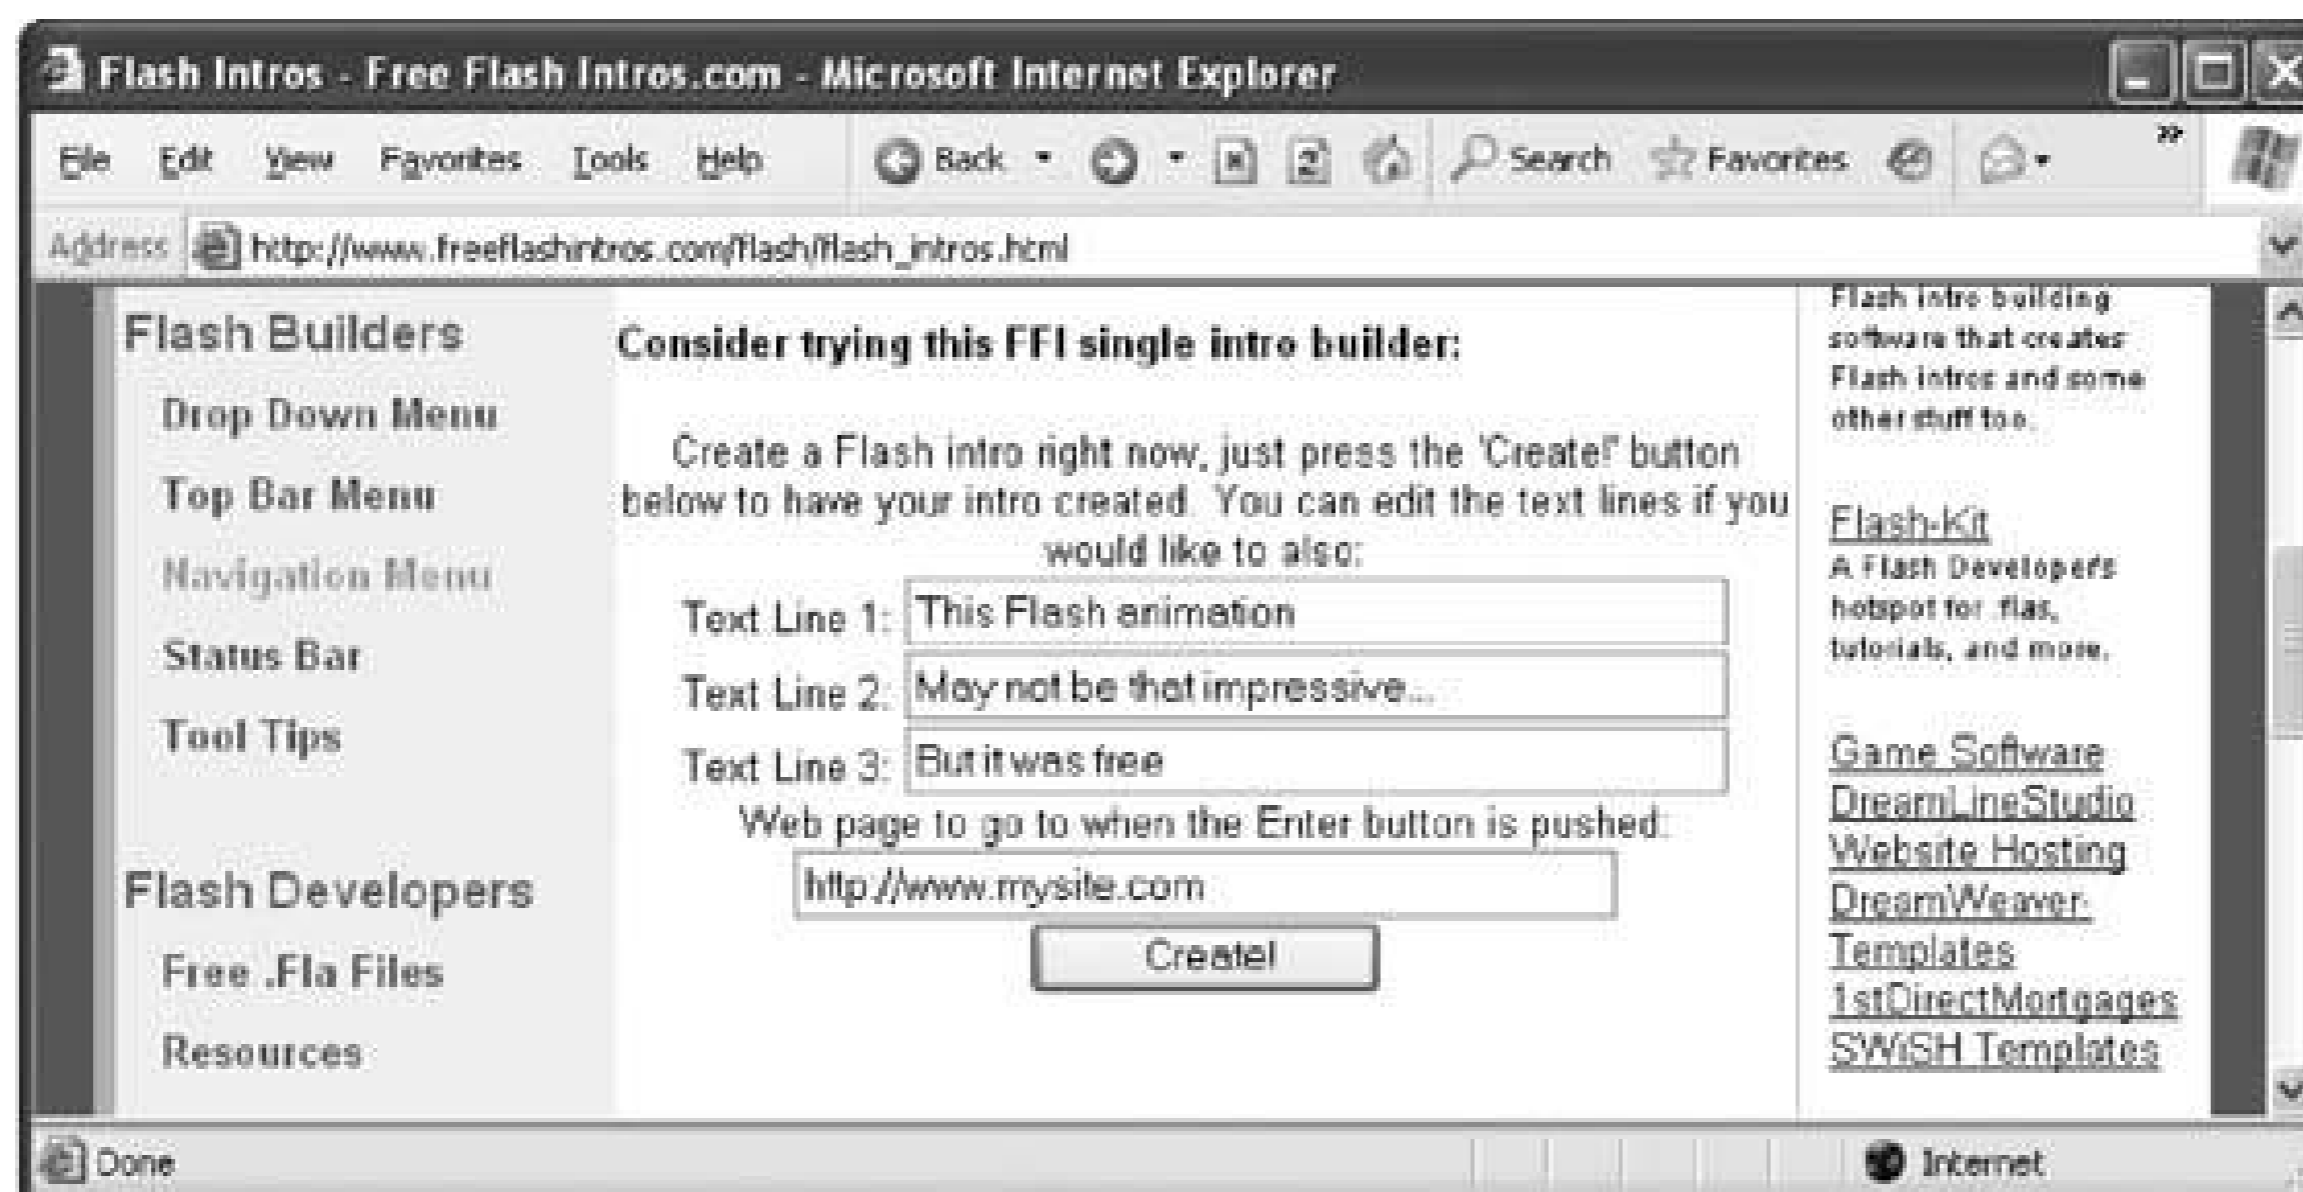 Flash Intros - Free Flash Intros.com - Microsoft Internet Explorer
File Edit View Favorites Tools Help Back Search Favorites »
Address http://www.freeflashintros.com/flash/flash_intros.html
Flash Builders
Drop Down Menu
Top Bar Menu
Navigation Menu
Status Bar
Tool Tips
Flash Developers
Free .Fla Files
Resources
Consider trying this FFI single intro builder:
Create a Flash intro right now, just press the 'Create!' button
below to have your intro created. You can edit the text lines if you
would like to also:
Text Line 1: This Flash animation
Text Line 2: May not be that impressive...
Text Line 3: But it was free
Web page to go to when the Enter button is pushed:
http://www.mysite.com
Create!
Flash intro building
software that creates
Flash intros and some
other stuff too.
Flash-Kit
A Flash Developer's
hotspot for .flas,
tutorials, and more.
Game Software
DreamLineStudio
Website Hosting
DreamWeaver-
Templates
1stDirectMortgages
SWiSH Templates
Done Internet